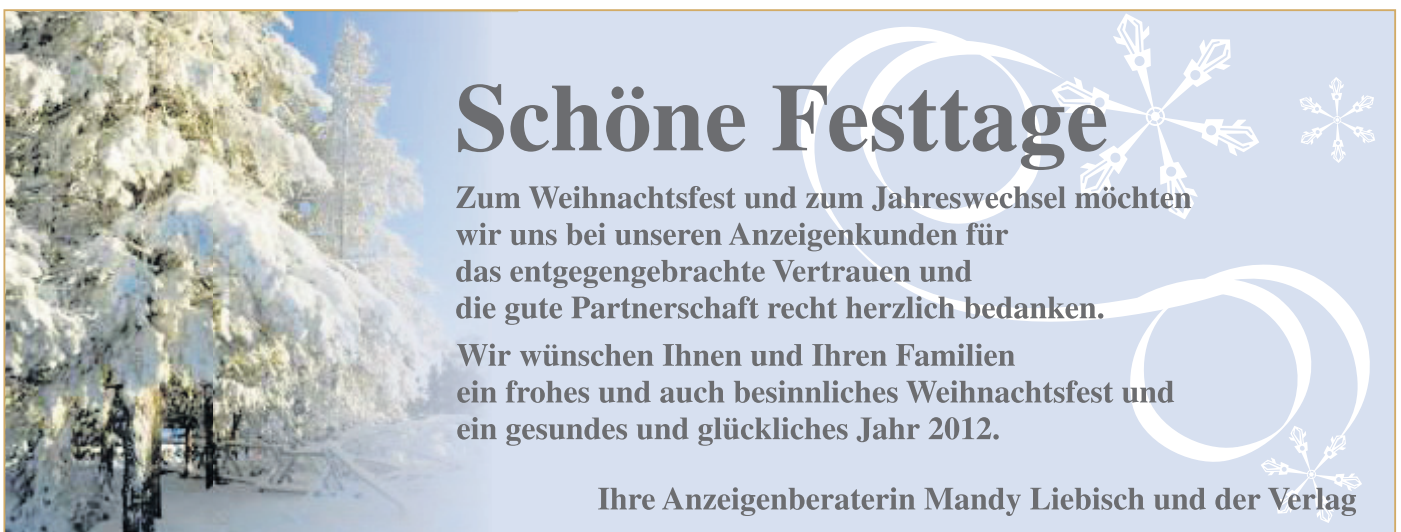 Schöne Festtage
Zum Weihnachtsfest und zum Jahreswechsel möchten
wir uns bei unseren Anzeigenkunden für
das entgegengebrachte Vertrauen und
die gute Partnerschaft recht herzlich bedanken.
Wir wünschen Ihnen und Ihren Familien
ein frohes und auch besinnliches Weihnachtsfest und
ein gesundes und glückliches Jahr 2012.
Ihre Anzeigenberaterin Mandy Liebisch und der Verlag